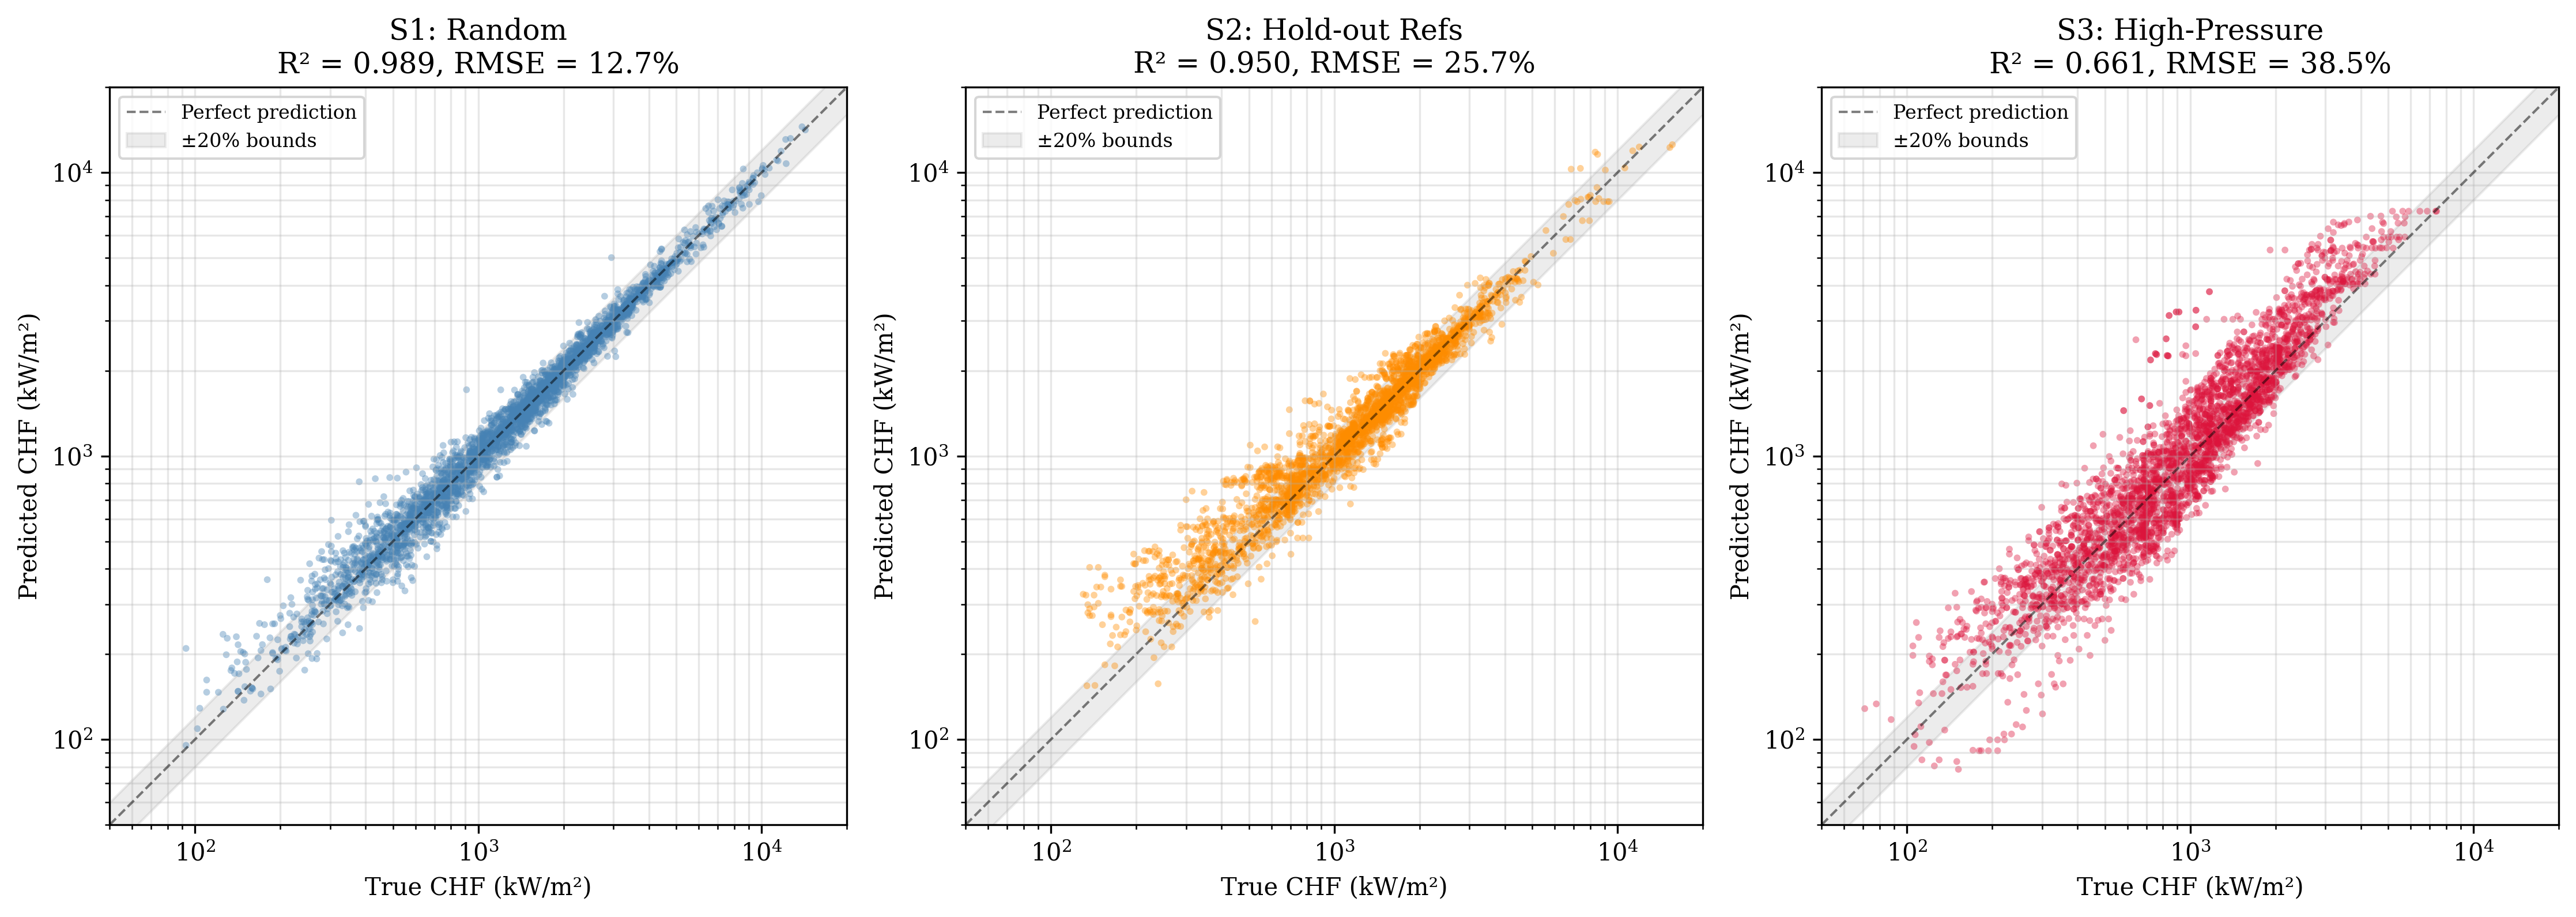 S1: Random
R² = 0.989, RMSE = 12.7%
Perfect prediction
±20% bounds
10⁴
10³
10²
Predicted CHF (kW/m²)
10² 10³ 10⁴
True CHF (kW/m²)
S2: Hold-out Refs
R² = 0.950, RMSE = 25.7%
Perfect prediction
±20% bounds
10⁴
10³
10²
Predicted CHF (kW/m²)
10² 10³ 10⁴
True CHF (kW/m²)
S3: High-Pressure
R² = 0.661, RMSE = 38.5%
Perfect prediction
±20% bounds
10⁴
10³
10²
Predicted CHF (kW/m²)
10² 10³ 10⁴
True CHF (kW/m²)